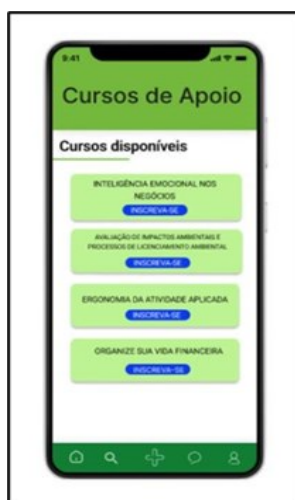 9:41
Cursos de Apoio
Cursos disponíveis
INTELIGÊNCIA EMOCIONAL NOS
NEGÓCIOS
INSCREVA-SE
AVALIAÇÃO DE IMPACTOS AMBIENTAIS E
PROCESSOS DE LICENCIAMENTO AMBIENTAL
INSCREVA-SE
ERGONOMIA DA ATIVIDADE APLICADA
INSCREVA-SE
ORGANIZE SUA VIDA FINANCEIRA
INSCREVA-SE